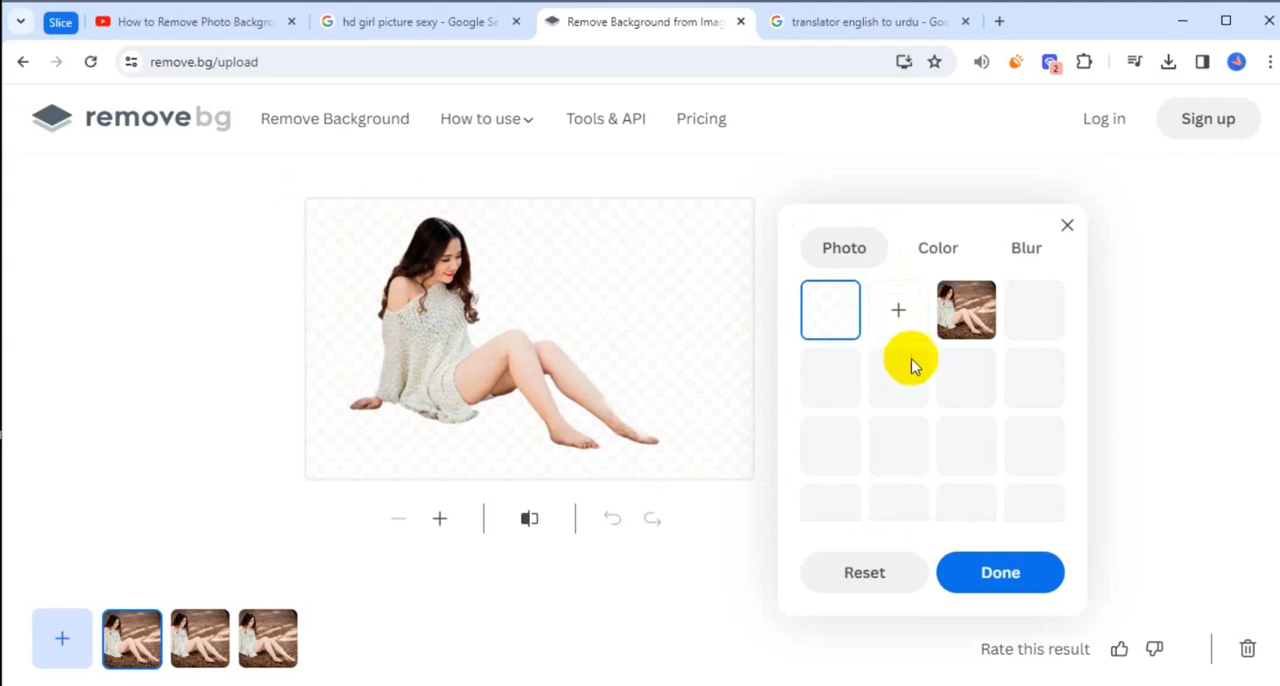 Slice
How to Remove Photo Backgro
hd girl picture sexy - Google Se
Remove Background from Imag
translator english to urdu - Goo
remove.bg/upload
2
removebg
Remove Background
How to use
Tools & API
Pricing
Log in
Sign up
Photo
Color
Blur
Reset
Done
Rate this result